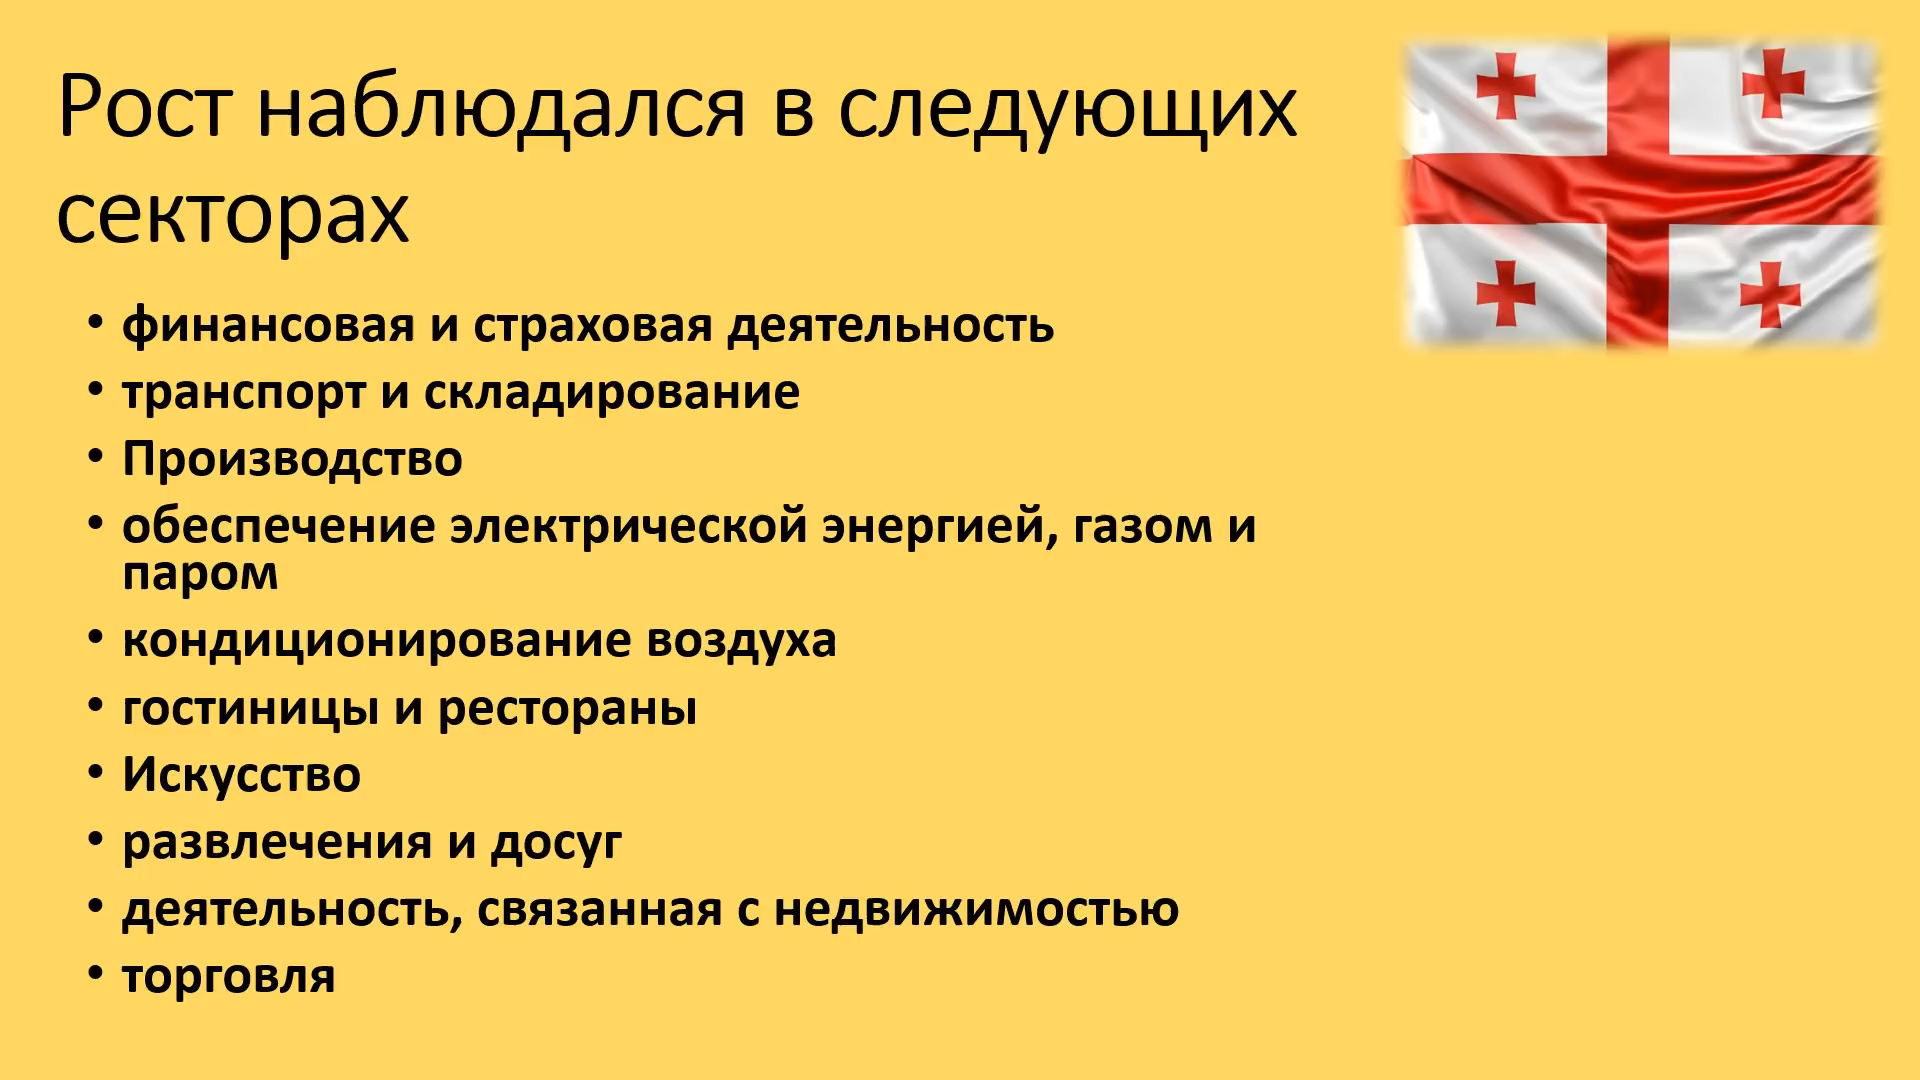 Рост наблюдался в следующих
секторах
• финансовая и страховая деятельность
• транспорт и складирование
• Производство
• обеспечение электрической энергией, газом и
паром
• кондиционирование воздуха
• гостиницы и рестораны
• Искусство
• развлечения и досуг
• деятельность, связанная с недвижимостью
• торговля